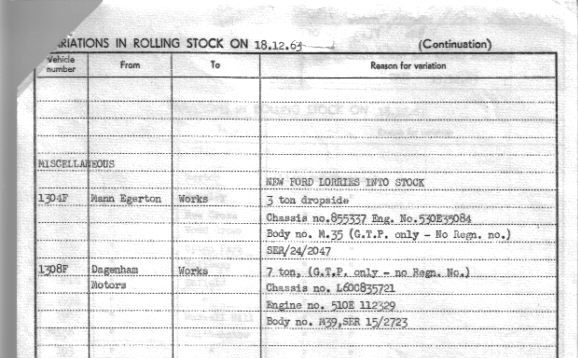 RIATIONS IN ROLLING STOCK ON 18.12.63 (Continuation)
Vehicle number From To Reason for variation
MISCELLANEOUS
NEW FORD LORRIES INTO STOCK
1304F Mann Egerton Works 3 ton dropside
Chassis no.855337 Eng. No.530E35084
Body no. M.35 (G.T.P. only - No Regn. no.)
SER/24/2047
1308F Dagenham Works 7 ton, (G.T.P. only - no Regn. No.)
Motors Chassis no. L60C835721
Engine no. 510E 112329
Body no. M39,SER 15/2723